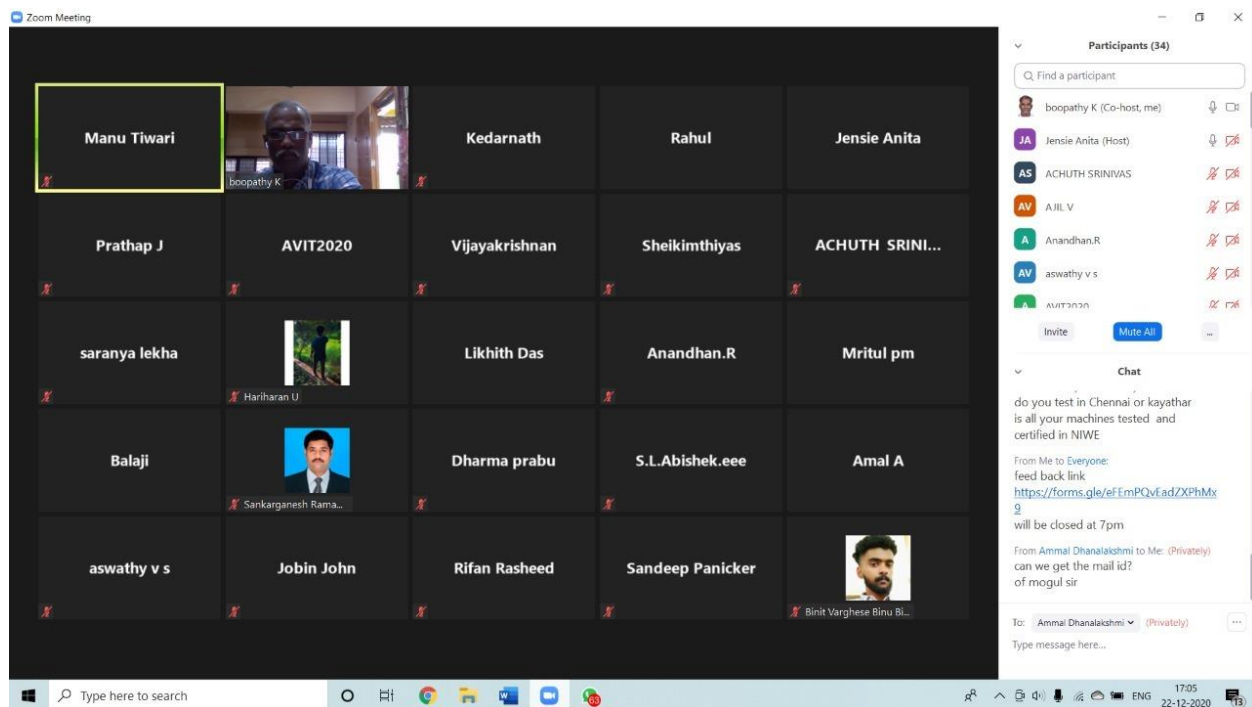 Zoom Meeting
Manu Tiwari
boopathy K
Kedarnath
Rahul
Jensie Anita
Prathap J
AVIT2020
Vijayakrishnan
Sheikimthiyas
ACHUTH SRINI...
saranya lekha
Hariharan U
Likhith Das
Anandhan.R
Mritul pm
Balaji
Sankarganesh Rama...
Dharma prabu
S.L.Abishek.eee
Amal A
aswathy v s
Jobin John
Rifan Rasheed
Sandeep Panicker
Binit Varghese Binu Bi...
Participants (34)
Find a participant
boopathy K (Co-host, me)
JA Jensie Anita (Host)
AS ACHUTH SRINIVAS
AV AJIL V
A Anandhan.R
AV aswathy v s
A AVIT2020
Invite Mute All ...
Chat
do you test in Chennai or kayathar
is all your machines tested and
certified in NIWE
From Me to Everyone:
feed back link
https://forms.gle/eFEmPQvEadZXPhMx
9
will be closed at 7pm
From Ammal Dhanalakshmi to Me: (Privately)
can we get the mail id?
of mogul sir
To: Ammal Dhanalakshmi (Privately) ...
Type message here...
Type here to search
63
ENG
17:05
22-12-2020
13